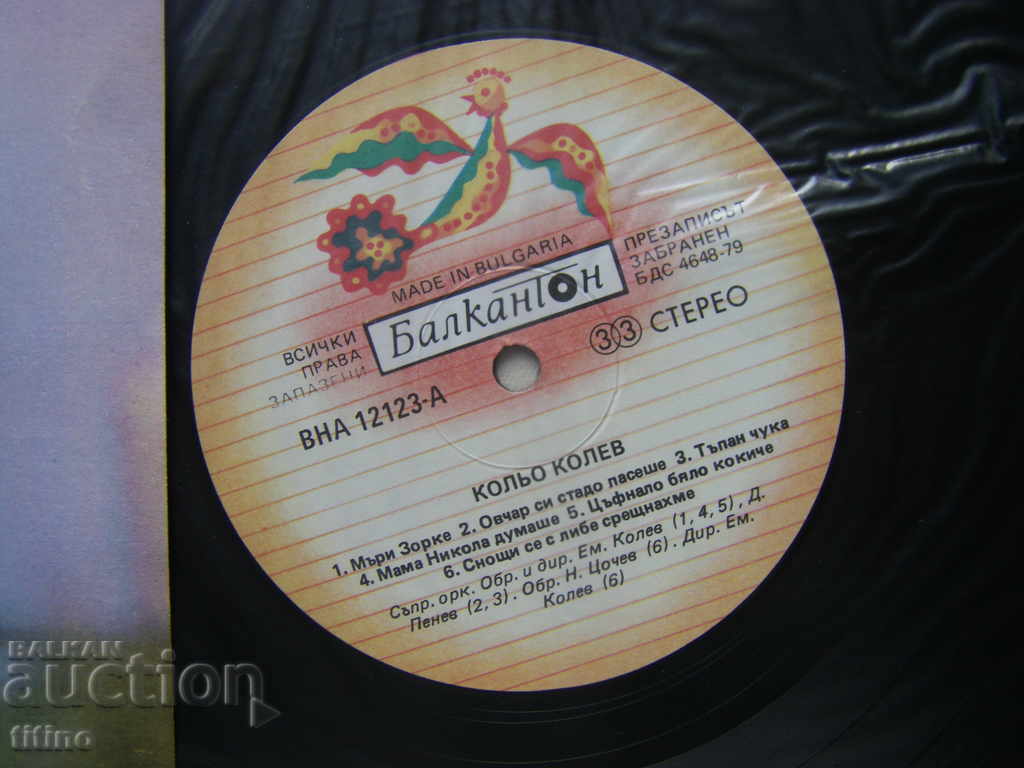 MADE IN BULGARIA
Балкантон
ПРЕЗАПИСЪТ
ЗАБРАНЕН
БДС 4648-79
ВСИЧКИ
ПРАВА
ЗАПАЗЕНИ
33 СТЕРЕО
ВНА 12123-А
КОЛЬО КОЛЕВ
1. Мъри Зорке 2. Овчар си стадо пасеше 3. Тъпан чука
4. Мама Никола думаше 5. Цъфнало бяло кокиче
6. Снощи се с либе срещнахме
Съпр. орк. Обр. и дир. Ем. Колев (1, 4, 5), Д.
Пенев (2, 3). Обр. Н. Цочев (6). Дир. Ем.
Колев (6)
BALKAN
auction
titino